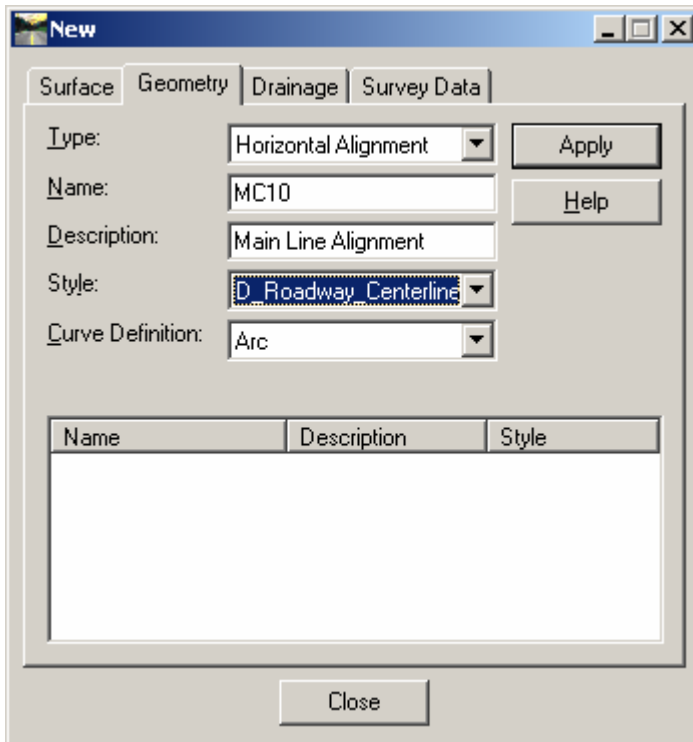 New
Surface Geometry Drainage Survey Data
Type: Horizontal Alignment Apply
Name: MC10 Help
Description: Main Line Alignment
Style: D_Roadway_Centerline
Curve Definition: Arc
Name Description Style
Close